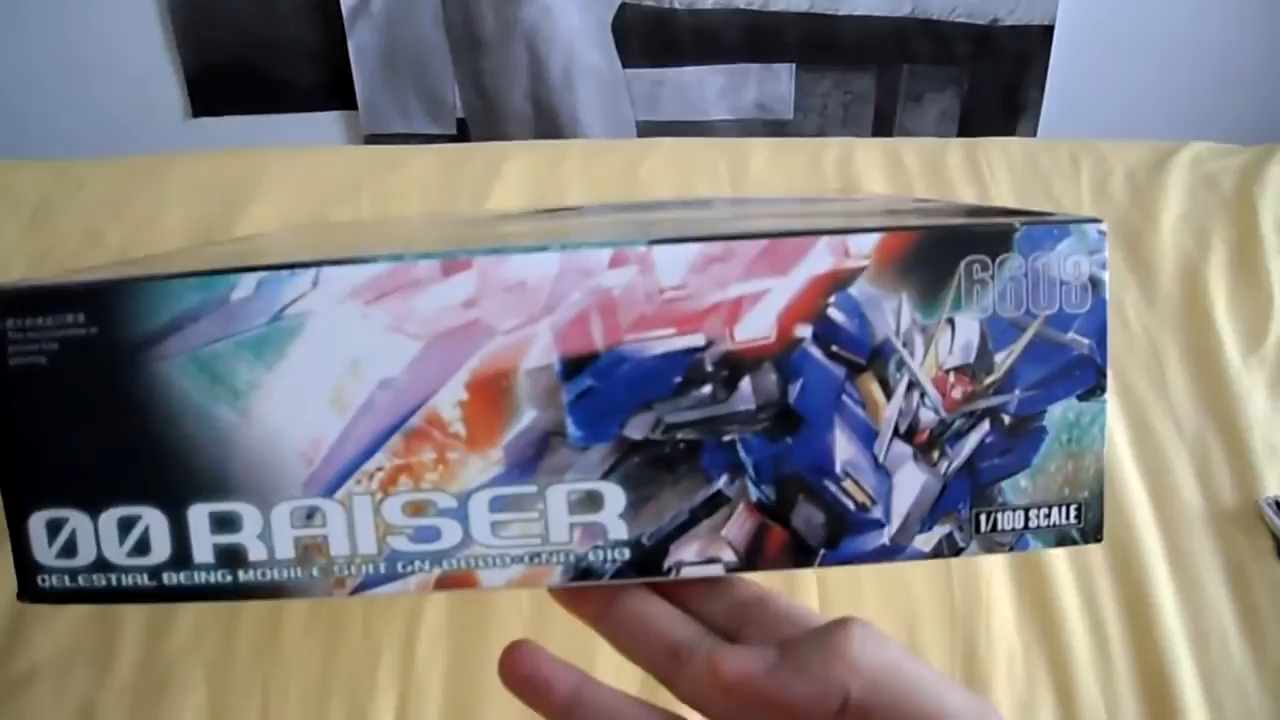 6603
00 RAISER
CELESTIAL BEING MOBILE SUIT GN-0000+GNR-010
1/100 SCALE